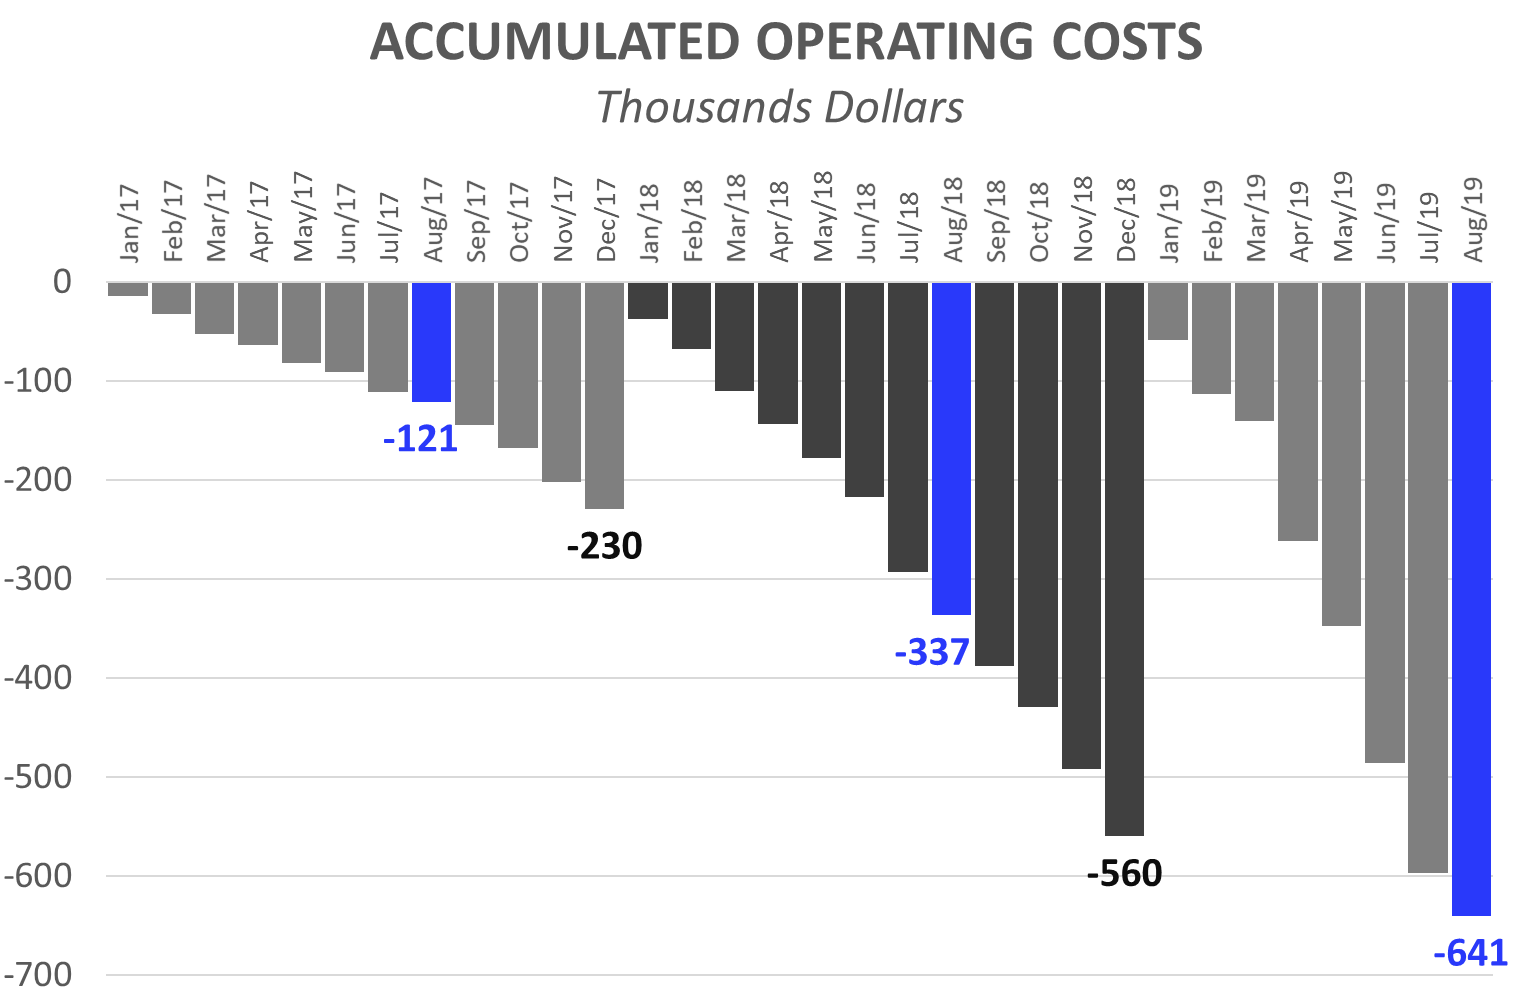 ACCUMULATED OPERATING COSTS
Thousands Dollars
Jan/17
Feb/17
Mar/17
Apr/17
May/17
Jun/17
Jul/17
Aug/17
Sep/17
Oct/17
Nov/17
Dec/17
Jan/18
Feb/18
Mar/18
Apr/18
May/18
Jun/18
Jul/18
Aug/18
Sep/18
Oct/18
Nov/18
Dec/18
Jan/19
Feb/19
Mar/19
Apr/19
May/19
Jun/19
Jul/19
Aug/19
0
-100
-200
-300
-400
-500
-600
-700
-121
-230
-337
-560
-641